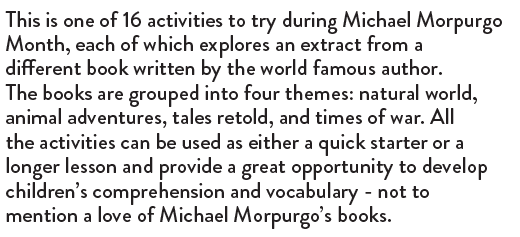 This is one of 16 activities to try during Michael Morpurgo
Month, each of which explores an extract from a
different book written by the world famous author.
The books are grouped into four themes: natural world,
animal adventures, tales retold, and times of war. All
the activities can be used as either a quick starter or a
longer lesson and provide a great opportunity to develop
children’s comprehension and vocabulary - not to
mention a love of Michael Morpurgo’s books.